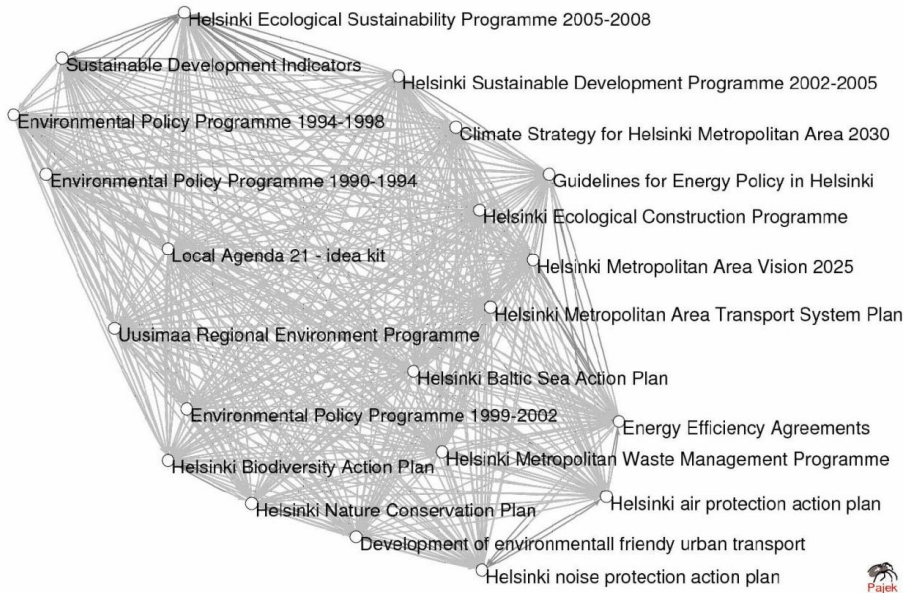 Helsinki Ecological Sustainability Programme 2005-2008
Sustainable Development Indicators
Helsinki Sustainable Development Programme 2002-2005
Environmental Policy Programme 1994-1998
Climate Strategy for Helsinki Metropolitan Area 2030
Environmental Policy Programme 1990-1994
Guidelines for Energy Policy in Helsinki
Helsinki Ecological Construction Programme
Local Agenda 21 - idea kit
Helsinki Metropolitan Area Vision 2025
Helsinki Metropolitan Area Transport System Plan
Uusimaa Regional Environment Programme
Helsinki Baltic Sea Action Plan
Environmental Policy Programme 1999-2002
Energy Efficiency Agreements
Helsinki Biodiversity Action Plan
Helsinki Metropolitan Waste Management Programme
Helsinki air protection action plan
Helsinki Nature Conservation Plan
Development of environmentall friendy urban transport
Helsinki noise protection action plan
Pajek